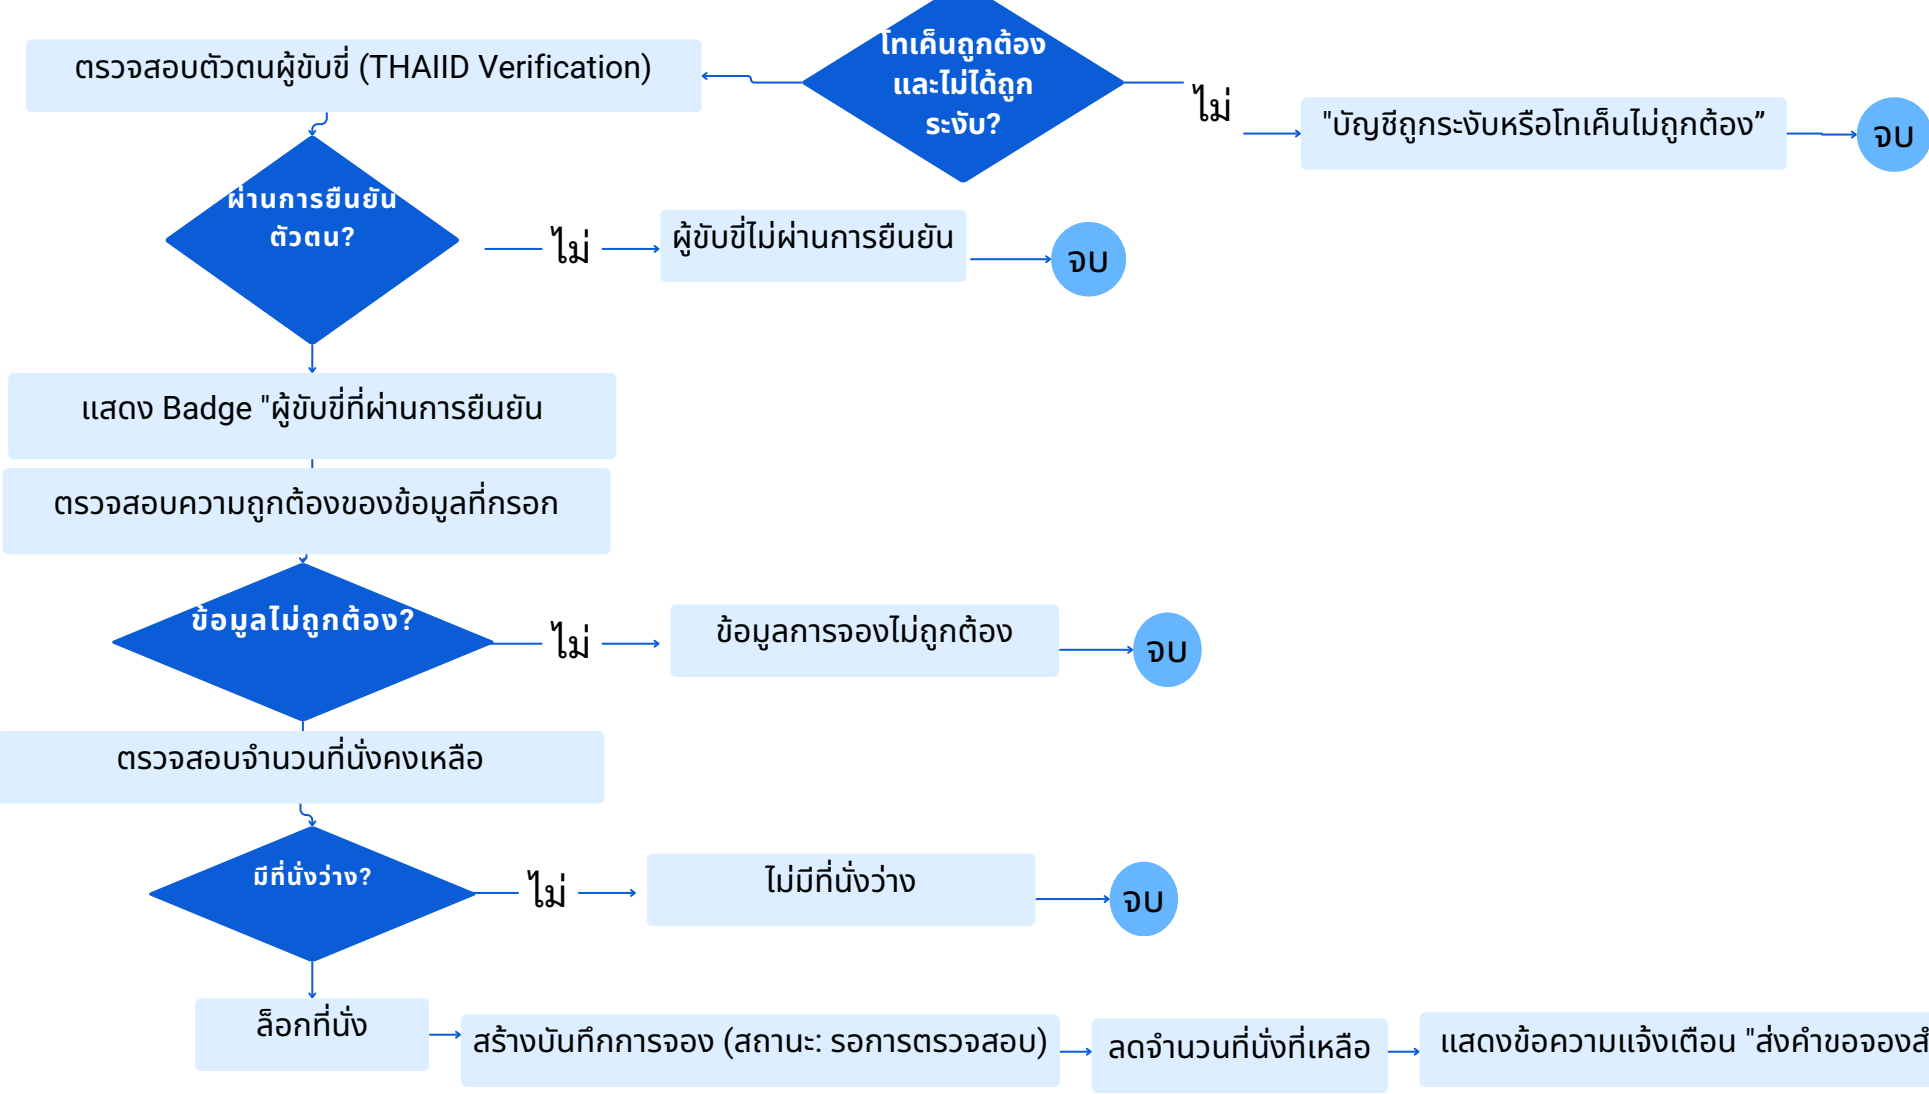 โทเค็นถูกต้อง
และไม่ได้ถูก
ระงับ?
ตรวจสอบตัวตนผู้ขับขี่ (THAIID Verification)
ไม่
"บัญชีถูกระงับหรือโทเค็นไม่ถูกต้อง”
จบ
ผ่านการยืนยัน
ตัวตน?
ไม่
ผู้ขับขี่ไม่ผ่านการยืนยัน
จบ
แสดง Badge "ผู้ขับขี่ที่ผ่านการยืนยัน
ตรวจสอบความถูกต้องของข้อมูลที่กรอก
ข้อมูลไม่ถูกต้อง?
ไม่
ข้อมูลการจองไม่ถูกต้อง
จบ
ตรวจสอบจำนวนที่นั่งคงเหลือ
มีที่นั่งว่าง?
ไม่
ไม่มีที่นั่งว่าง
จบ
ล็อกที่นั่ง
สร้างบันทึกการจอง (สถานะ: รอการตรวจสอบ)
ลดจำนวนที่นั่งที่เหลือ
แสดงข้อความแจ้งเตือน "ส่งคำขอจอง